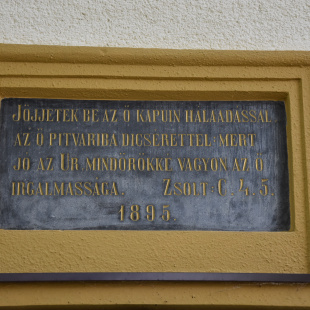 JŐJJETEK BE AZ Ő KAPUIN HÁLAADÁSSAL
AZ Ő PITVARIBA DICSÉRETTEL: MERT
JÓ AZ ÚR MINDÖRÖKKÉ VAGYON AZ Ő
IRGALMASSÁGA. ZSOLT: C. 4. 5.
1895.